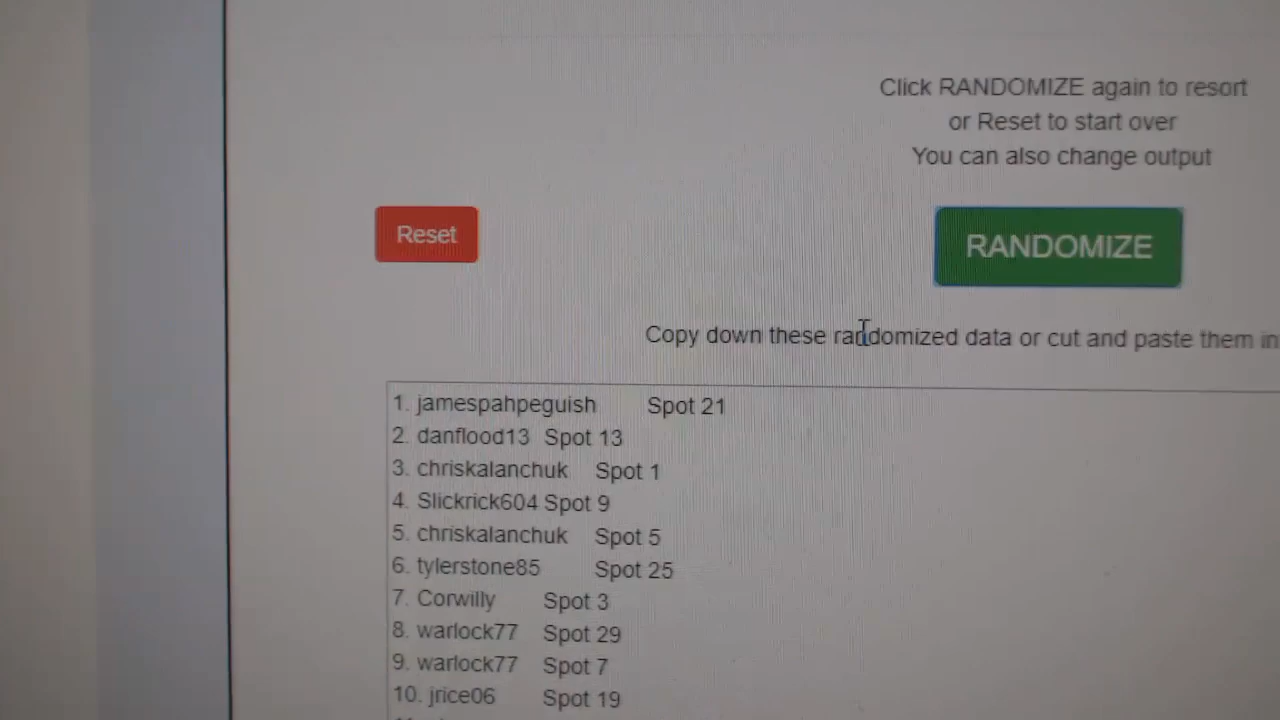 Click RANDOMIZE again to resort
or Reset to start over
You can also change output
Reset
RANDOMIZE
Copy down these randomized data or cut and paste them in
1. jamespahpeguish Spot 21
2. danflood13 Spot 13
3. chriskalanchuk Spot 1
4. Slickrick604 Spot 9
5. chriskalanchuk Spot 5
6. tylerstone85 Spot 25
7. Corwilly Spot 3
8. warlock77 Spot 29
9. warlock77 Spot 7
10. jrice06 Spot 19